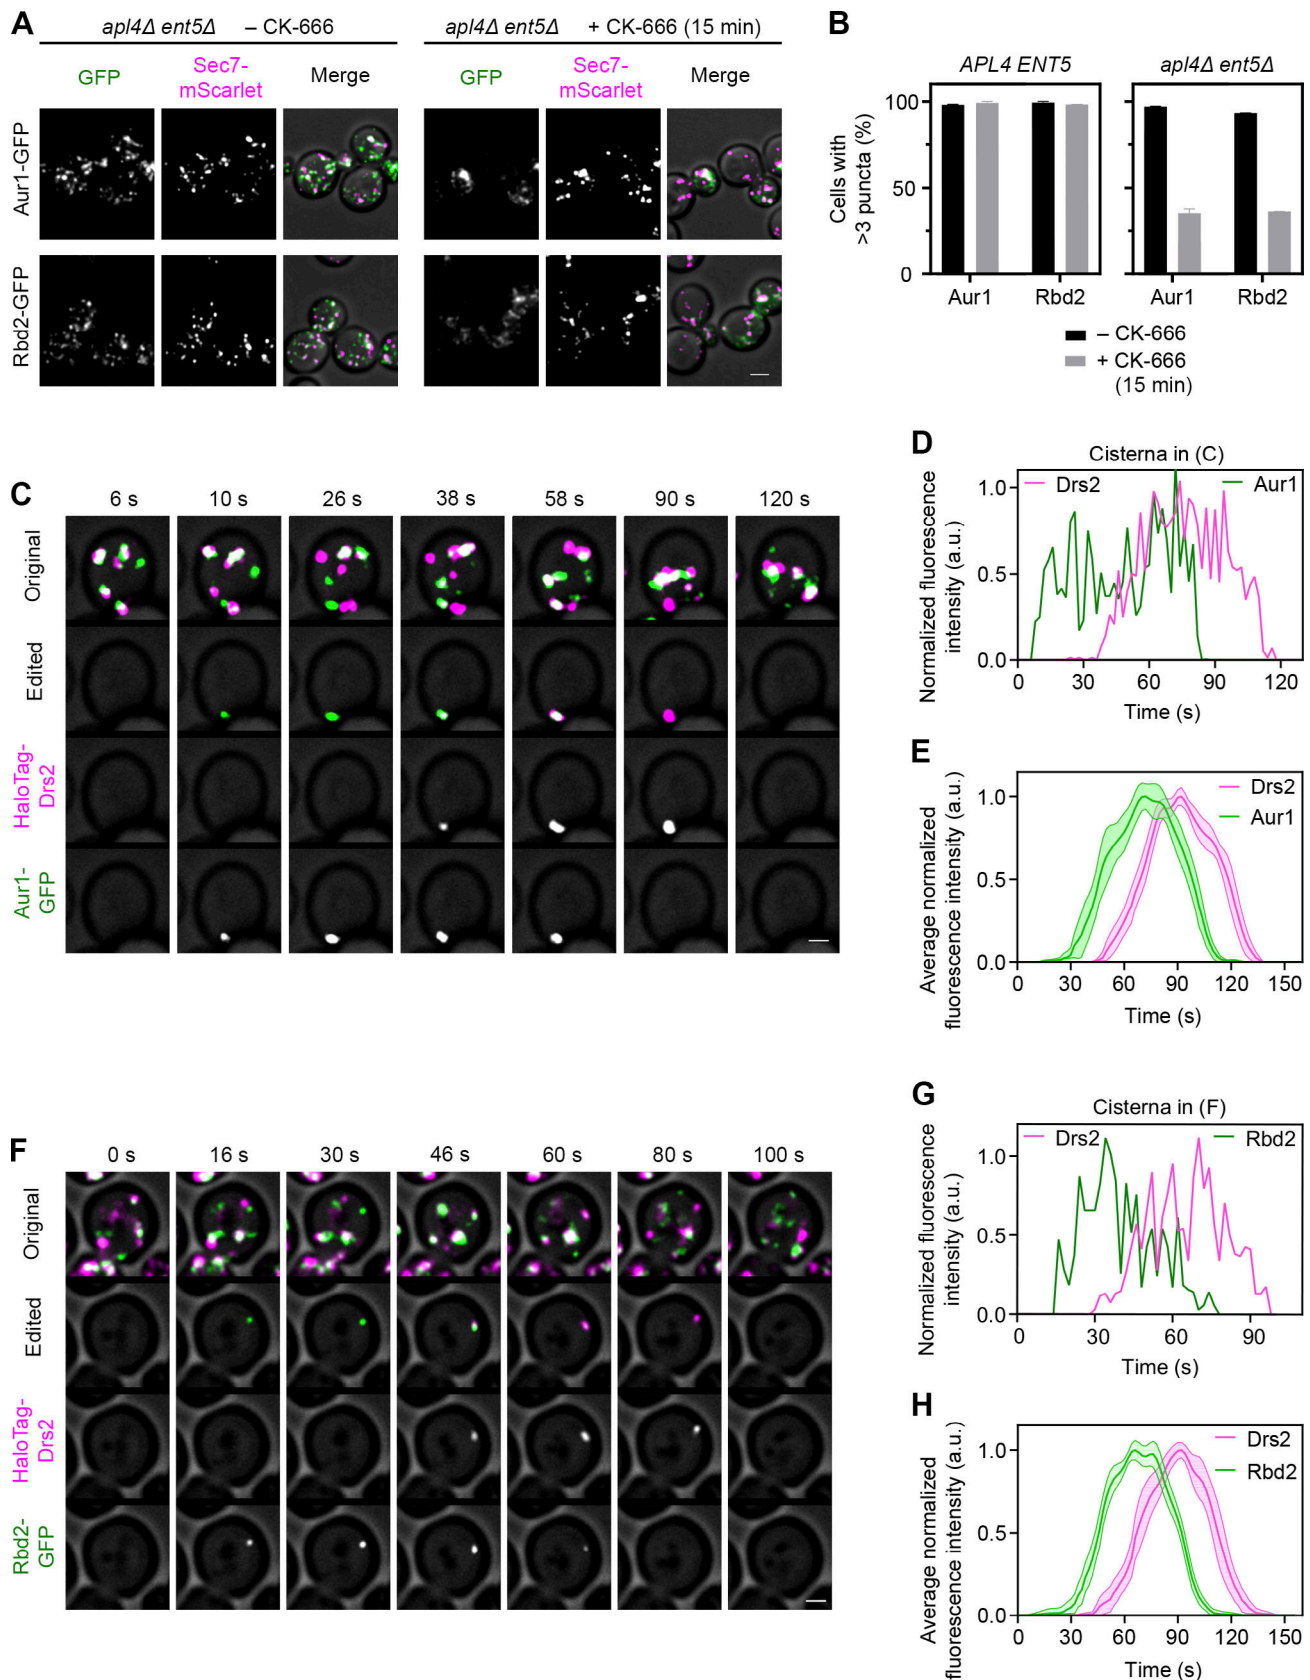 A
apl4Δ ent5Δ – CK-666
apl4Δ ent5Δ + CK-666 (15 min)
GFP
Sec7-
mScarlet
Merge
GFP
Sec7-
mScarlet
Merge
Aur1-GFP
Rbd2-GFP
B
APL4 ENT5
apl4Δ ent5Δ
Cells with
>3 puncta (%)
100
50
0
Aur1
Rbd2
Aur1
Rbd2
– CK-666
+ CK-666
(15 min)
C
6 s
10 s
26 s
38 s
58 s
90 s
120 s
Original
Edited
HaloTag-
Drs2
Aur1-
GFP
D
Cisterna in (C)
Drs2
Aur1
Normalized fluorescence
intensity (a.u.)
1.0
0.5
0.0
0
30
60
90
120
Time (s)
E
Drs2
Aur1
Average normalized
fluorescence intensity (a.u.)
1.0
0.5
0.0
0
30
60
90
120
150
Time (s)
F
0 s
16 s
30 s
46 s
60 s
80 s
100 s
Original
Edited
HaloTag-
Drs2
Rbd2-
GFP
G
Cisterna in (F)
Drs2
Rbd2
Normalized fluorescence
intensity (a.u.)
1.0
0.5
0.0
0
30
60
90
Time (s)
H
Drs2
Rbd2
Average normalized
fluorescence intensity (a.u.)
1.0
0.5
0.0
0
30
60
90
120
150
Time (s)